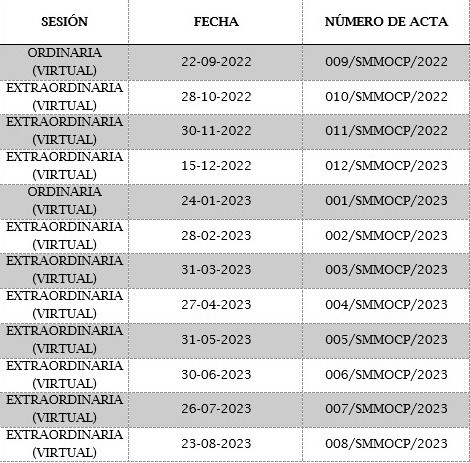 SESIÓN FECHA NÚMERO DE ACTA
ORDINARIA
(VIRTUAL) 22-09-2022 009/SMMOCP/2022
EXTRAORDINARIA
(VIRTUAL) 28-10-2022 010/SMMOCP/2022
EXTRAORDINARIA
(VIRTUAL) 30-11-2022 011/SMMOCP/2022
EXTRAORDINARIA
(VIRTUAL) 15-12-2022 012/SMMOCP/2023
ORDINARIA
(VIRTUAL) 24-01-2023 001/SMMOCP/2023
EXTRAORDINARIA
(VIRTUAL) 28-02-2023 002/SMMOCP/2023
EXTRAORDINARIA
(VIRTUAL) 31-03-2023 003/SMMOCP/2023
EXTRAORDINARIA
(VIRTUAL) 27-04-2023 004/SMMOCP/2023
EXTRAORDINARIA
(VIRTUAL) 31-05-2023 005/SMMOCP/2023
EXTRAORDINARIA
(VIRTUAL) 30-06-2023 006/SMMOCP/2023
EXTRAORDINARIA
(VIRTUAL) 26-07-2023 007/SMMOCP/2023
EXTRAORDINARIA
(VIRTUAL) 23-08-2023 008/SMMOCP/2023